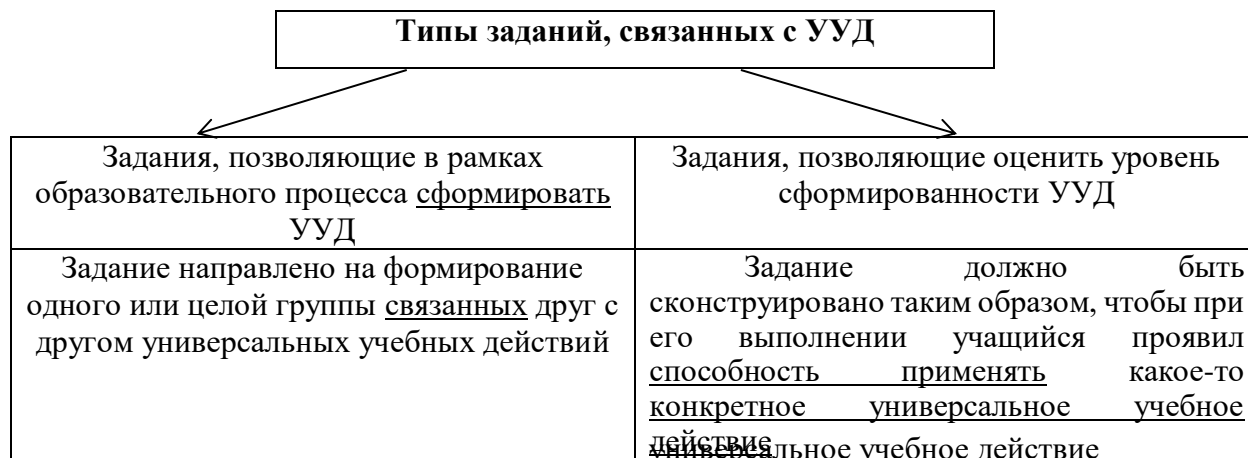 Типы заданий, связанных с УУД
Задания, позволяющие в рамках
образовательного процесса сформировать
УУД
Задания, позволяющие оценить уровень
сформированности УУД
Задание направлено на формирование
одного или целой группы связанных друг с
другом универсальных учебных действий
Задание должно быть
сконструировано таким образом, чтобы при
его выполнении учащийся проявил
способность применять какое-то
конкретное универсальное учебное
действие
универсальное учебное действие